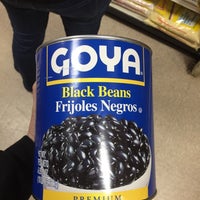 GOYA
Black Beans
Frijoles Negros
PREMIUM